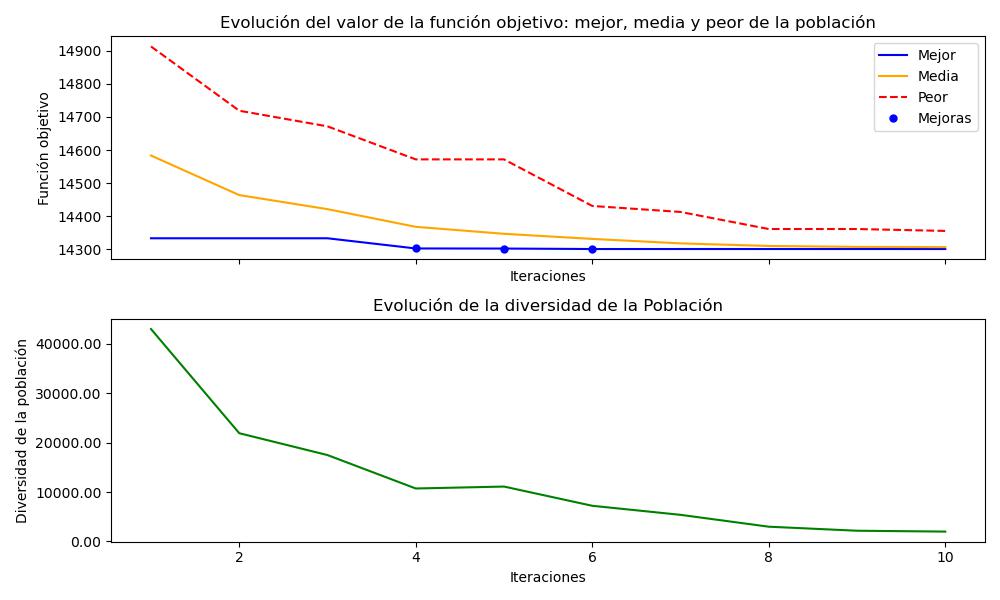 Evolución del valor de la función objetivo: mejor, media y peor de la población
14900
14800
14700
14600
14500
14400
14300
Función objetivo
Mejor
Media
Peor
Mejoras
Iteraciones
Evolución de la diversidad de la Población
40000.00
30000.00
20000.00
10000.00
0.00
Diversidad de la población
2 4 6 8 10
Iteraciones